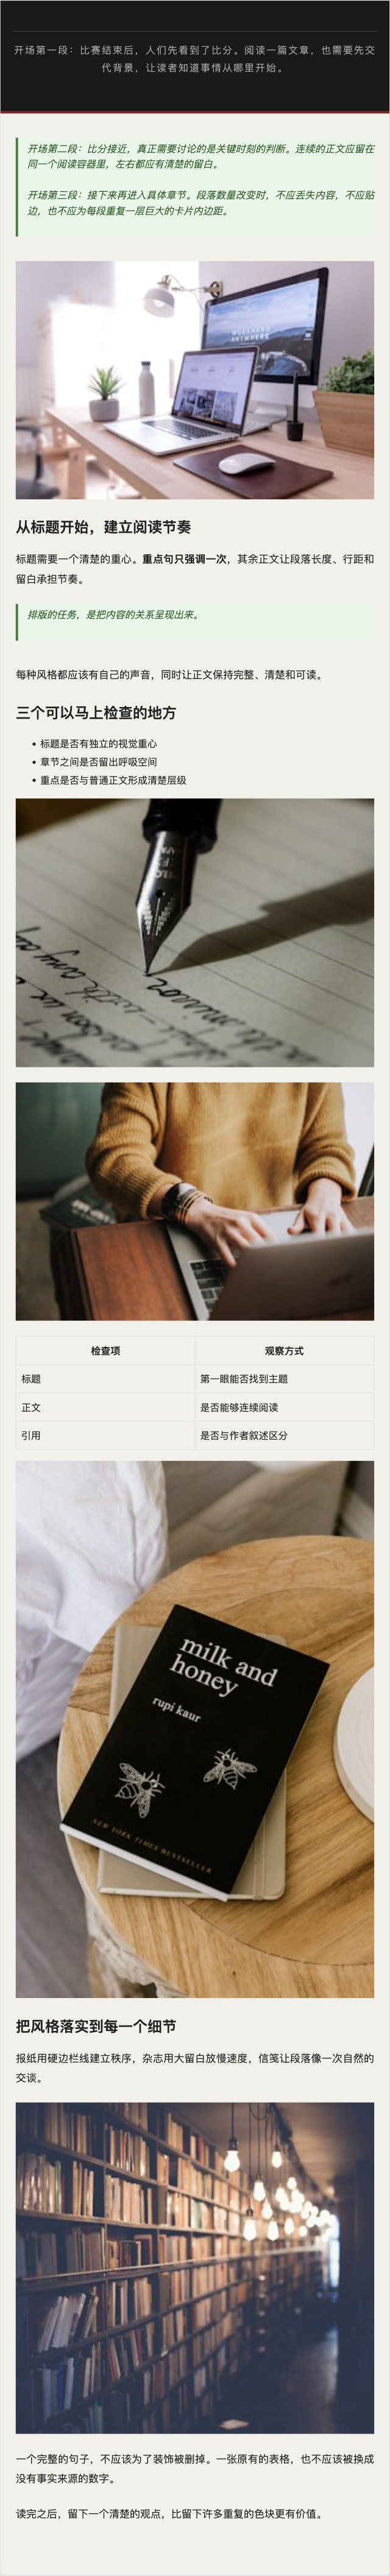 开场第一段：比赛结束后，人们先看到了比分。阅读一篇文章，也需要先交
代背景，让读者知道事情从哪里开始。
开场第二段：比分接近，真正需要讨论的是关键时刻的判断。连续的正文应留在
同一个阅读容器里，左右都应有清楚的留白。
开场第三段：接下来再进入具体章节。段落数量改变时，不应丢失内容，不应贴
边，也不应为每段重复一层巨大的卡片内边距。
从标题开始，建立阅读节奏
标题需要一个清楚的重心。重点句只强调一次，其余正文让段落长度、行距和
留白承担节奏。
排版的任务，是把内容的关系呈现出来。
每种风格都应该有自己的声音，同时让正文保持完整、清楚和可读。
三个可以马上检查的地方
• 标题是否有独立的视觉重心
• 章节之间是否留出呼吸空间
• 重点是否与普通正文形成清楚层级
检查项 观察方式
标题 第一眼能否找到主题
正文 是否能够连续阅读
引用 是否与作者叙述区分
milk and
honey
rupi kaur
NEW YORK TIMES BESTSELLER
把风格落实到每一个细节
报纸用硬边栏线建立秩序，杂志用大留白放慢速度，信笺让段落像一次自然的
交谈。
一个完整的句子，不应该为了装饰被删掉。一张原有的表格，也不应该被换成
没有事实来源的数字。
读完之后，留下一个清楚的观点，比留下许多重复的色块更有价值。